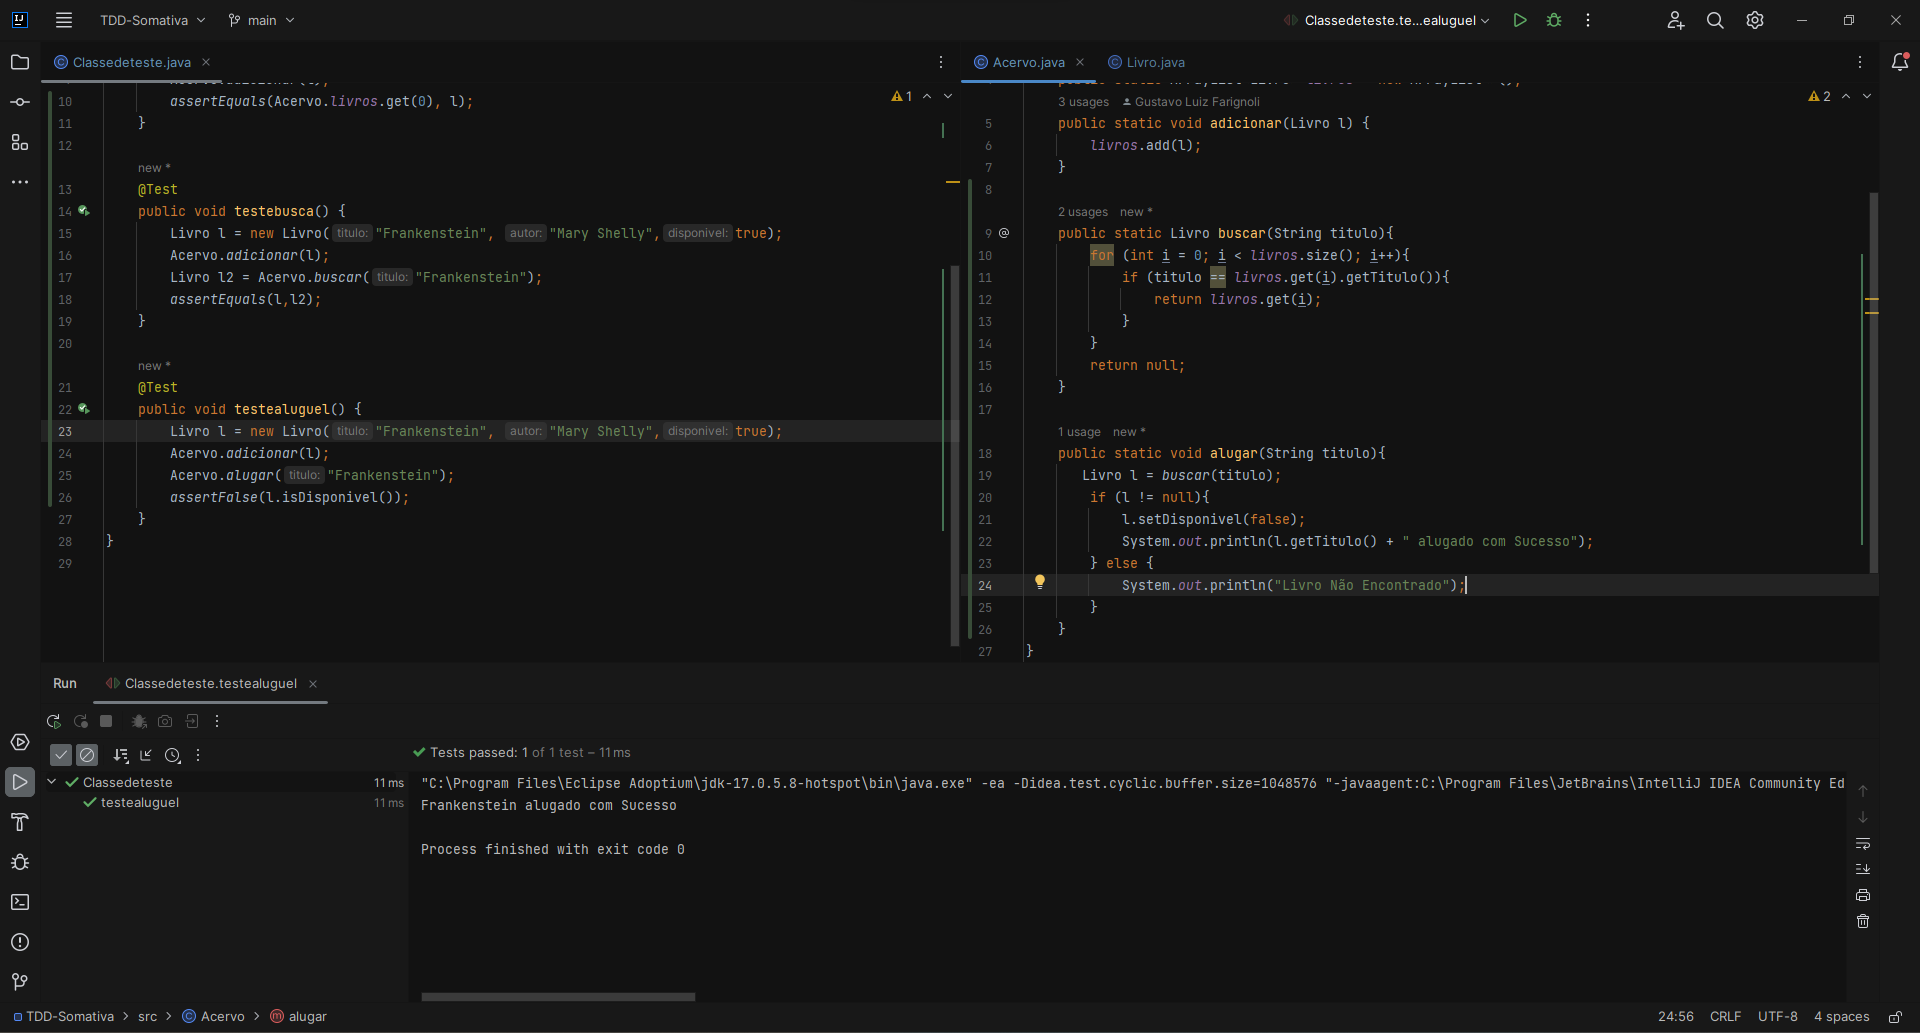 TDD-Somativa
main
Classedeteste.te...ealuguel
Classedeteste.java
10 assertEquals(Acervo.livros.get(0), l);
11 }
12
new *
13 @Test
14 public void testebusca() {
15 Livro l = new Livro( titulo: "Frankenstein", autor: "Mary Shelly", disponivel: true);
16 Acervo.adicionar(l);
17 Livro l2 = Acervo.buscar( titulo: "Frankenstein");
18 assertEquals(l,l2);
19 }
20
new *
21 @Test
22 public void testealuguel() {
23 Livro l = new Livro( titulo: "Frankenstein", autor: "Mary Shelly", disponivel: true);
24 Acervo.adicionar(l);
25 Acervo.alugar( titulo: "Frankenstein");
26 assertFalse(l.isDisponivel());
27 }
28 }
29
1
Acervo.java
Livro.java
3 usages Gustavo Luiz Farignoli
2
5 public static void adicionar(Livro l) {
6 livros.add(l);
7 }
8
2 usages new *
9 @ public static Livro buscar(String titulo){
10 for (int i = 0; i < livros.size(); i++){
11 if (titulo == livros.get(i).getTitulo()){
12 return livros.get(i);
13 }
14 }
15 return null;
16 }
17
1 usage new *
18 public static void alugar(String titulo){
19 Livro l = buscar(titulo);
20 if (l != null){
21 l.setDisponivel(false);
22 System.out.println(l.getTitulo() + " alugado com Sucesso");
23 } else {
24 System.out.println("Livro Não Encontrado");
25 }
26 }
27 }
Run Classedeteste.testealuguel
Tests passed: 1 of 1 test – 11 ms
Classedeteste 11 ms
testealuguel 11 ms
"C:\Program Files\Eclipse Adoptium\jdk-17.0.5.8-hotspot\bin\java.exe" -ea -Didea.test.cyclic.buffer.size=1048576 "-javaagent:C:\Program Files\JetBrains\IntelliJ IDEA Community Ed
Frankenstein alugado com Sucesso
Process finished with exit code 0
TDD-Somativa > src > Acervo > alugar
24:56 CRLF UTF-8 4 spaces